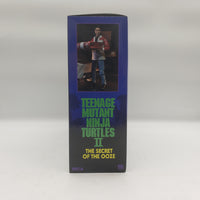 TEENAGE
MUTANT
NINJA
TURTLES
II
THE SECRET
OF THE OOZE